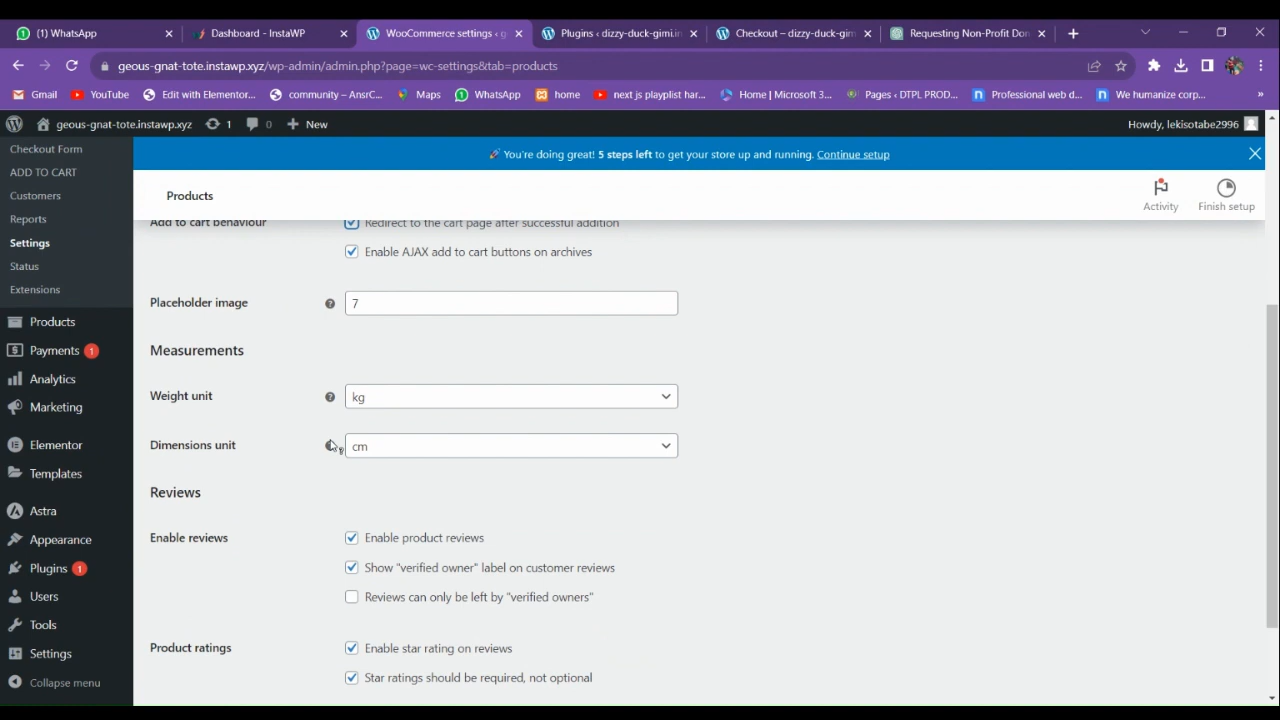 (1) WhatsApp
Dashboard - InstaWP
WooCommerce settings ‹ g
Plugins ‹ dizzy-duck-gimi.in
Checkout – dizzy-duck-gim
Requesting Non-Profit Don
geous-gnat-tote.instawp.xyz/wp-admin/admin.php?page=wc-settings&tab=products
Gmail
YouTube
Edit with Elementor...
community – AnsrC...
Maps
WhatsApp
home
next js playlist har...
Home | Microsoft 3...
Pages ‹ DTPL PROD...
Professional web d...
We humanize corp...
»
geous-gnat-tote.instawp.xyz
1
0
New
Howdy, lekisotabe2996
Checkout Form
ADD TO CART
Customers
Reports
Settings
Status
Extensions
Products
Payments 1
Analytics
Marketing
Elementor
Templates
Astra
Appearance
Plugins 1
Users
Tools
Settings
Collapse menu
You're doing great! 5 steps left to get your store up and running. Continue setup
Products
Activity
Finish setup
Add to cart behaviour
Redirect to the cart page after successful addition
Enable AJAX add to cart buttons on archives
Placeholder image
7
Measurements
Weight unit
kg
Dimensions unit
cm
Reviews
Enable reviews
Enable product reviews
Show "verified owner" label on customer reviews
Reviews can only be left by "verified owners"
Product ratings
Enable star rating on reviews
Star ratings should be required, not optional